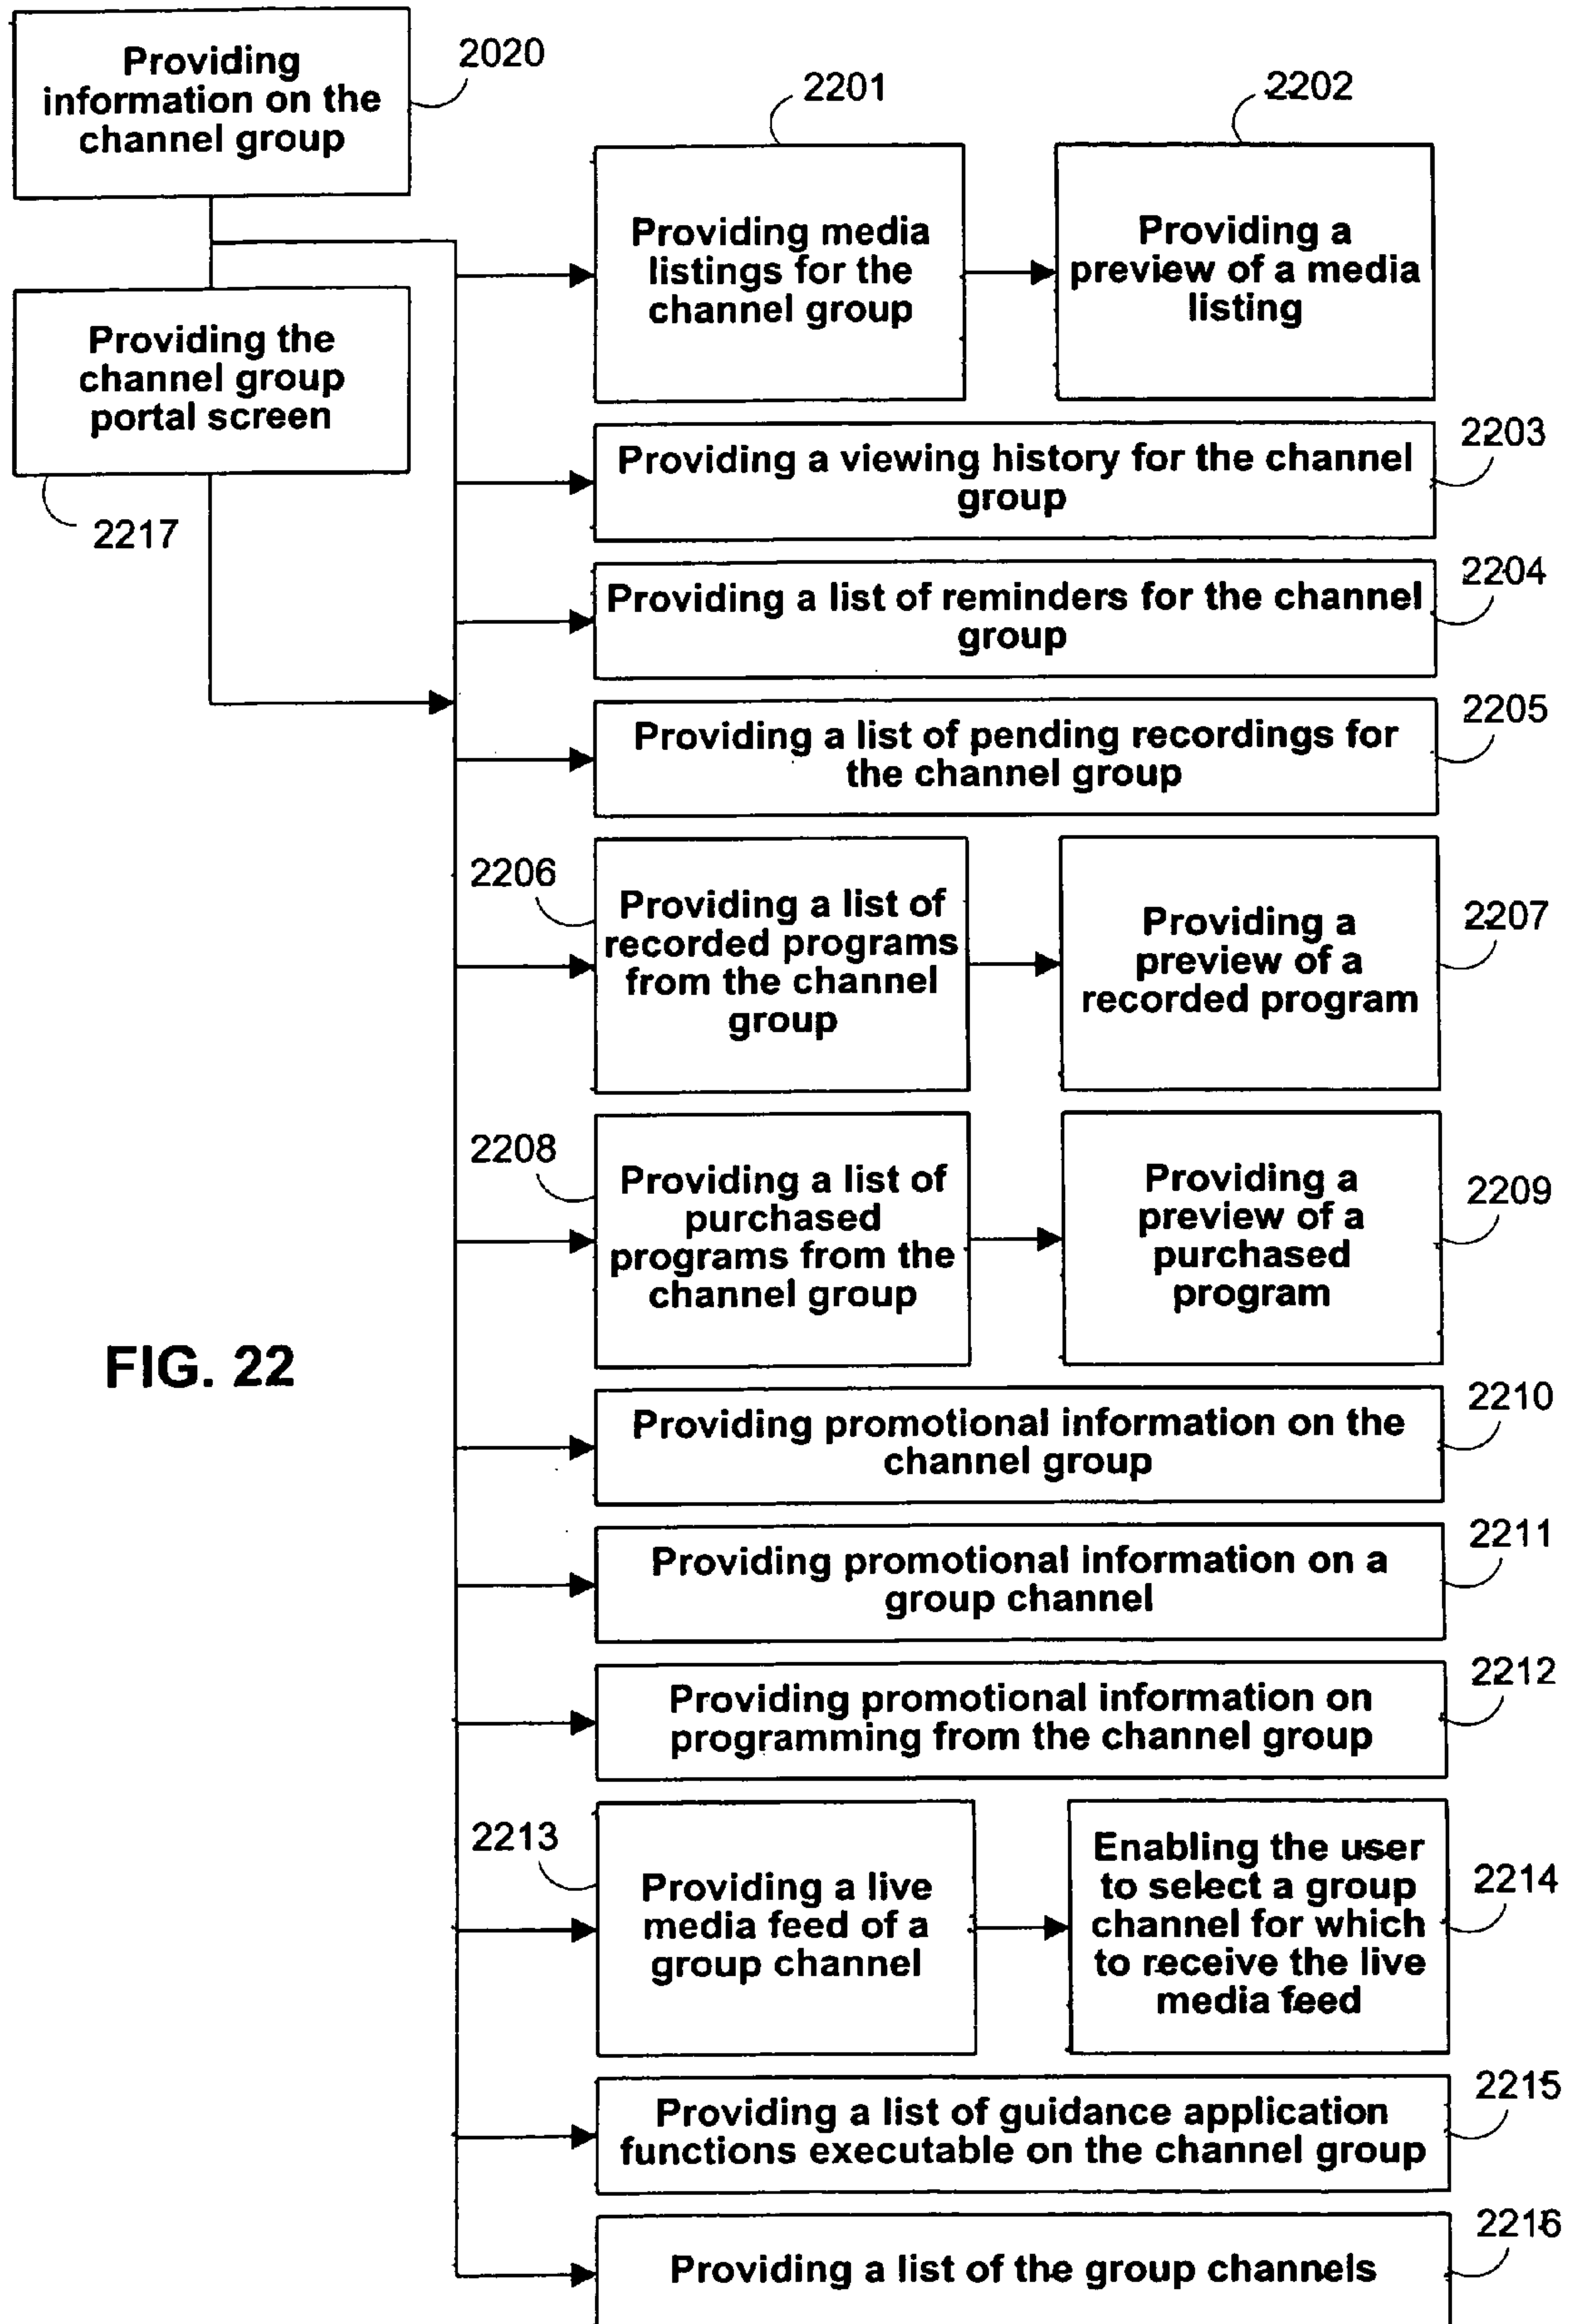 Providing
information on the
channel group
2020
2201
2202
Providing media
listings for the
channel group
Providing a
preview of a media
listing
Providing the
channel group
portal screen
2217
Providing a viewing history for the channel
group
2203
Providing a list of reminders for the channel
group
2204
Providing a list of pending recordings for
the channel group
2205
2206
Providing a list of
recorded programs
from the channel
group
Providing a
preview of a
recorded program
2207
2208
Providing a list of
purchased
programs from the
channel group
Providing a
preview of a
purchased
program
2209
FIG. 22
Providing promotional information on the
channel group
2210
Providing promotional information on a
group channel
2211
Providing promotional information on
programming from the channel group
2212
2213
Providing a live
media feed of a
group channel
Enabling the user
to select a group
channel for which
to receive the live
media feed
2214
Providing a list of guidance application
functions executable on the channel group
2215
Providing a list of the group channels
2216